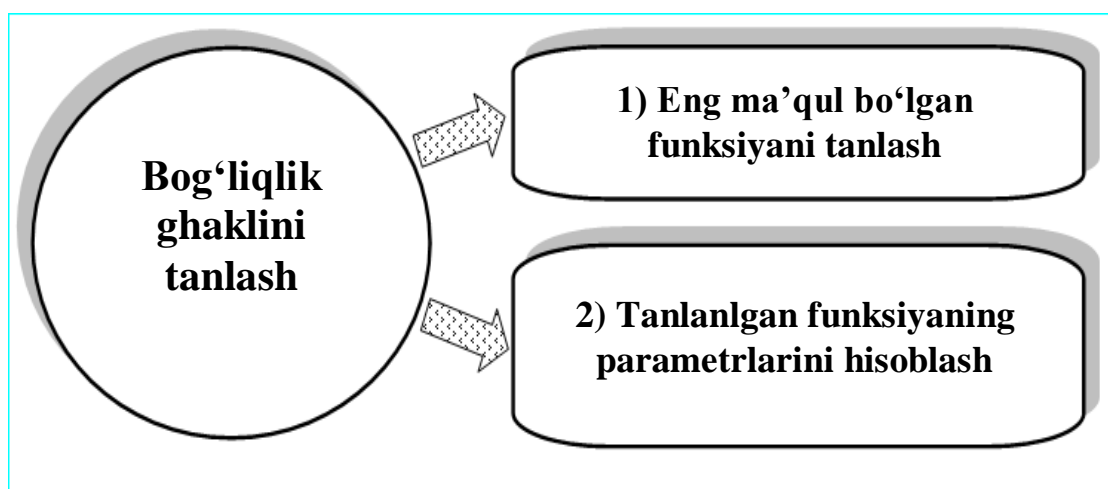 Bog‘liqlik
ghaklini
tanlash
1) Eng ma’qul bo‘lgan
funksiyani tanlash
2) Tanlanlgan funksiyaning
parametrlarini hisoblash